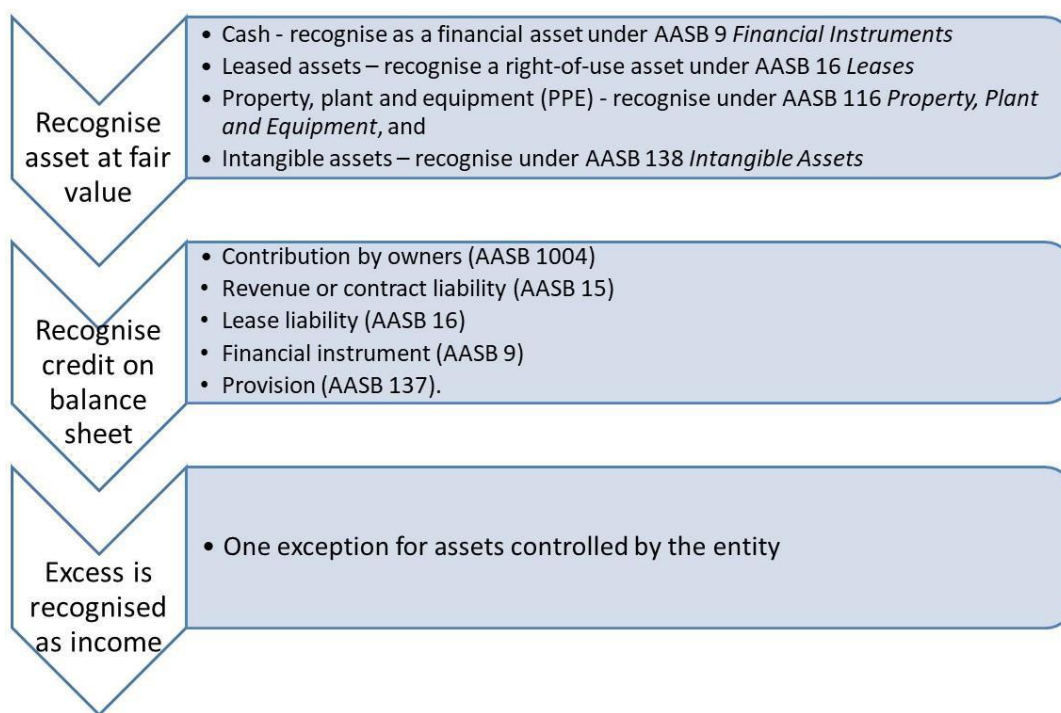 Recognise
asset at fair
value
• Cash - recognise as a financial asset under AASB 9 Financial Instruments
• Leased assets – recognise a right-of-use asset under AASB 16 Leases
• Property, plant and equipment (PPE) - recognise under AASB 116 Property, Plant
and Equipment, and
• Intangible assets – recognise under AASB 138 Intangible Assets
Recognise
credit on
balance
sheet
• Contribution by owners (AASB 1004)
• Revenue or contract liability (AASB 15)
• Lease liability (AASB 16)
• Financial instrument (AASB 9)
• Provision (AASB 137).
Excess is
recognised
as income
• One exception for assets controlled by the entity